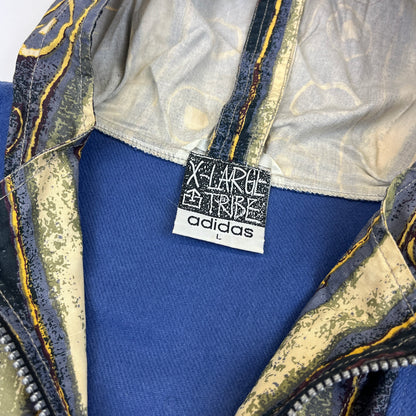 X-LARGE
TRIBE
adidas
L